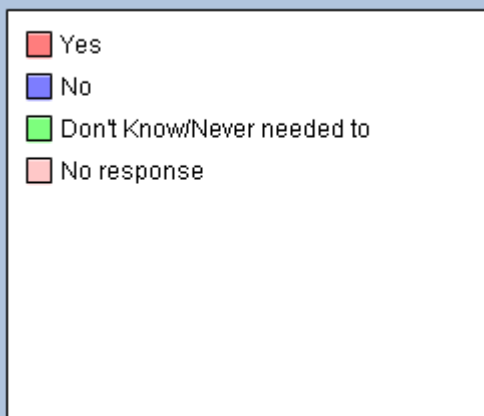 Yes
No
Don't Know/Never needed to
No response